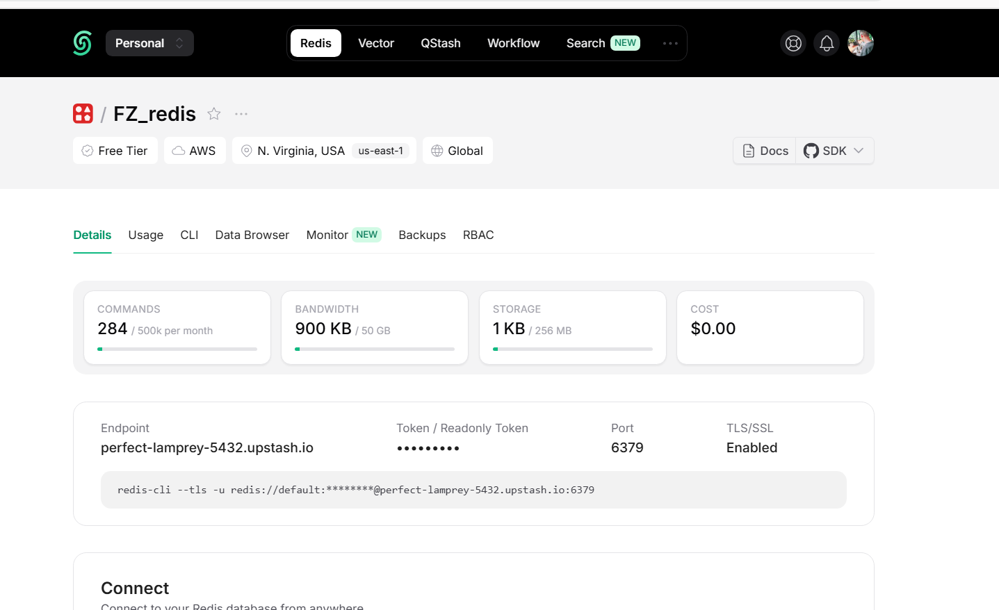 Personal
Redis Vector QStash Workflow Search NEW
/ FZ_redis
Free Tier AWS N. Virginia, USA us-east-1 Global Docs SDK
Details Usage CLI Data Browser Monitor NEW Backups RBAC
COMMANDS
284 / 500k per month
BANDWIDTH
900 KB / 50 GB
STORAGE
1 KB / 256 MB
COST
$0.00
Endpoint
perfect-lamprey-5432.upstash.io
Token / Readonly Token
•••••••••
Port
6379
TLS/SSL
Enabled
redis-cli --tls -u redis://default:********@perfect-lamprey-5432.upstash.io:6379
Connect
Connect to your Redis database from anywhere